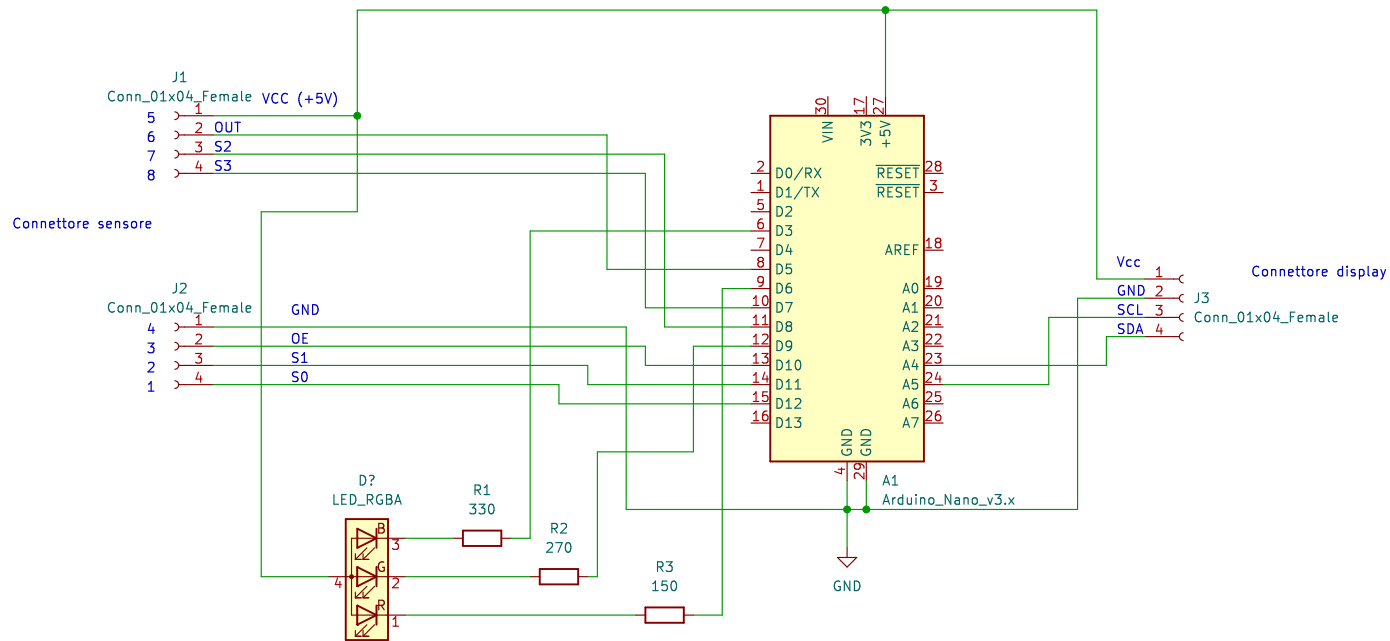 J1
Conn_01x04_Female
VCC (+5V)
5
1
6
2
OUT
7
3
S2
8
4
S3
Connettore sensore
J2
Conn_01x04_Female
GND
4
1
3
2
OE
2
3
S1
1
4
S0
30
17
27
VIN
3V3
+5V
2
D0/RX
RESET
28
1
D1/TX
RESET
3
5
D2
6
D3
7
D4
AREF
18
8
D5
9
D6
A0
19
10
D7
A1
20
11
D8
A2
21
12
D9
A3
22
13
D10
A4
23
14
D11
A5
24
15
D12
A6
25
16
D13
A7
26
GND
GND
4
29
A1
Arduino_Nano_v3.x
GND
Vcc
1
GND
2
J3
SCL
3
Conn_01x04_Female
SDA
4
Connettore display
D?
LED_RGBA
B
3
4
G
2
R
1
R1
330
R2
270
R3
150